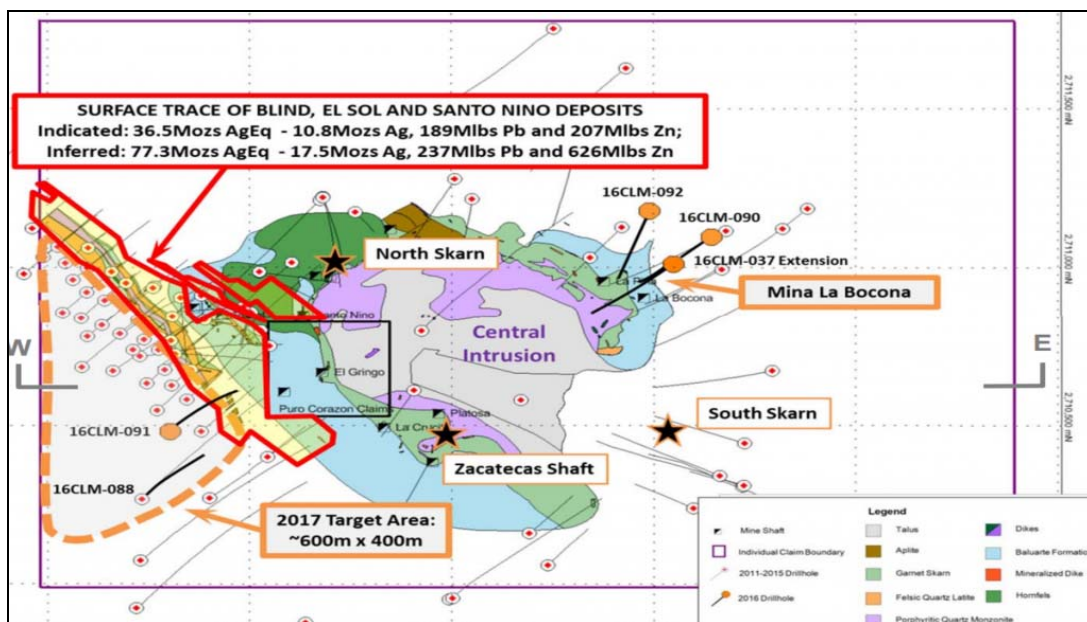 SURFACE TRACE OF BLIND, EL SOL AND SANTO NINO DEPOSITS
Indicated: 36.5Mozs AgEq - 10.8Mozs Ag, 189Mlbs Pb and 207Mlbs Zn;
Inferred: 77.3Mozs AgEq - 17.5Mozs Ag, 237Mlbs Pb and 626Mlbs Zn
2,711,500 mN
16CLM-092
16CLM-090
North Skarn
16CLM-037 Extension
2,711,000 mN
La Bocona
Mina La Bocona
Central
Intrusion
W
E
El Gringo
Puro Corazon Claim
Platosa
16CLM-091
South Skarn
2,710,500 mN
Zacatecas Shaft
16CLM-088
2017 Target Area:
~600m x 400m
Legend
Mine Shaft
Individual Claim Boundary
2011-2015 Drillhole
2016 Drillhole
Talus
Aplite
Garnet Skarn
Felsic Quartz Latite
Porphyritic Quartz Monzonite
Dikes
Baluarte Formation
Mineralized Dike
Hornfels